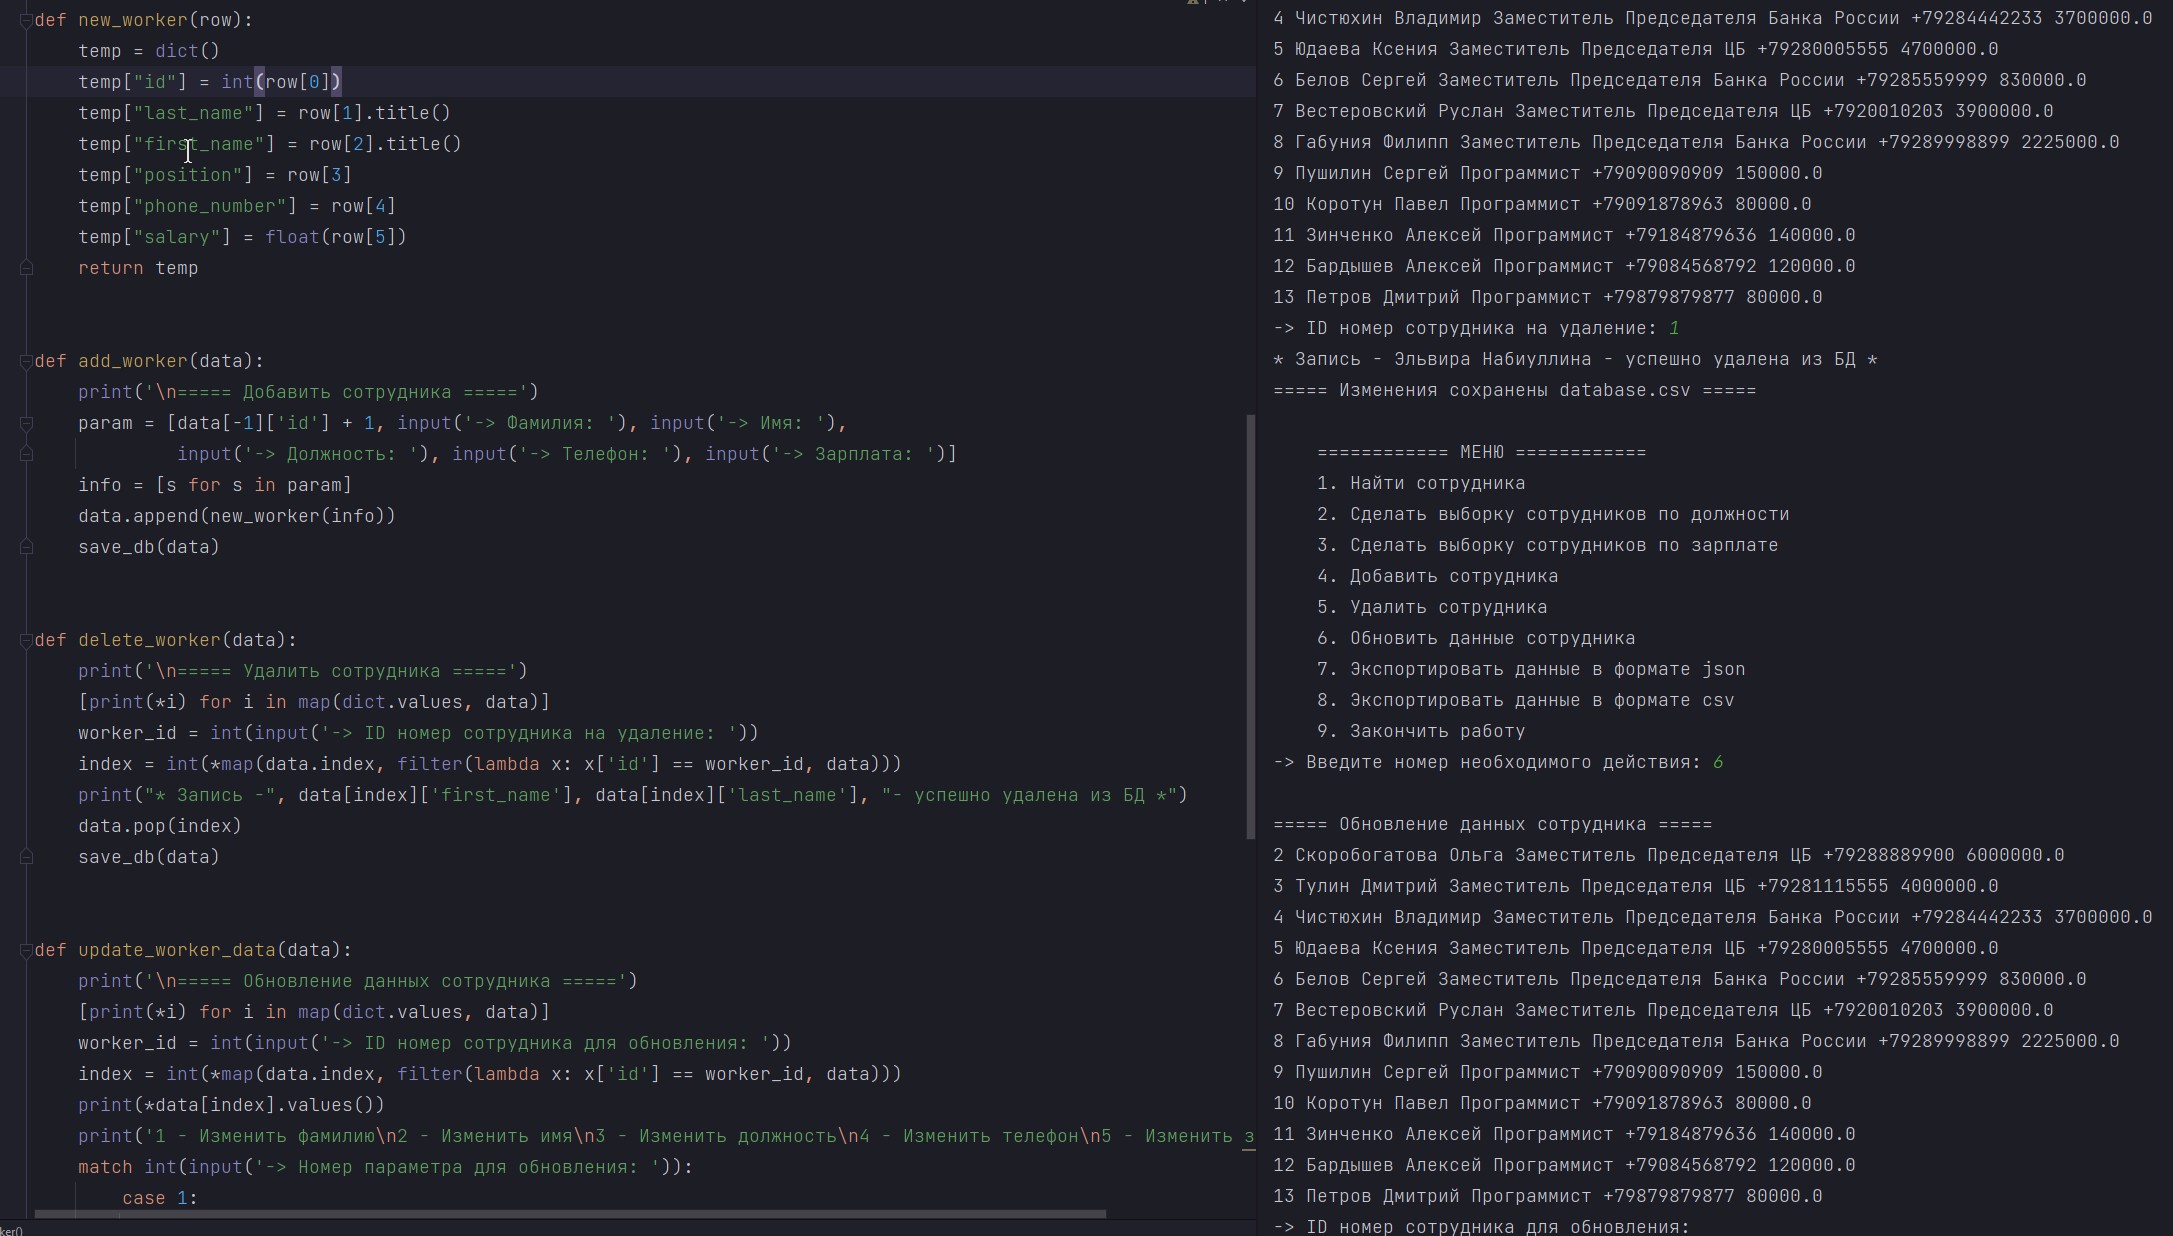 def new_worker(row):
    temp = dict()
    temp["id"] = int(row[0])
    temp["last_name"] = row[1].title()
    temp["first_name"] = row[2].title()
    temp["position"] = row[3]
    temp["phone_number"] = row[4]
    temp["salary"] = float(row[5])
    return temp
def add_worker(data):
    print('\n===== Добавить сотрудника =====')
    param = [data[-1]['id'] + 1, input('-> Фамилия: '), input('-> Имя: '),
             input('-> Должность: '), input('-> Телефон: '), input('-> Зарплата: ')]
    info = [s for s in param]
    data.append(new_worker(info))
    save_db(data)
def delete_worker(data):
    print('\n===== Удалить сотрудника =====')
    [print(*i) for i in map(dict.values, data)]
    worker_id = int(input('-> ID номер сотрудника на удаление: '))
    index = int(*map(data.index, filter(lambda x: x['id'] == worker_id, data)))
    print("* Запись -", data[index]['first_name'], data[index]['last_name'], "- успешно удалена из БД *")
    data.pop(index)
    save_db(data)
def update_worker_data(data):
    print('\n===== Обновление данных сотрудника =====')
    [print(*i) for i in map(dict.values, data)]
    worker_id = int(input('-> ID номер сотрудника для обновления: '))
    index = int(*map(data.index, filter(lambda x: x['id'] == worker_id, data)))
    print(*data[index].values())
    print('1 - Изменить фамилию\n2 - Изменить имя\n3 - Изменить должность\n4 - Изменить телефон\n5 - Изменить з
    match int(input('-> Номер параметра для обновления: ')):
        case 1:
ker()
4 Чистюхин Владимир Заместитель Председателя Банка России +79284442233 3700000.0
5 Юдаева Ксения Заместитель Председателя ЦБ +79280005555 4700000.0
6 Белов Сергей Заместитель Председателя Банка России +79285559999 830000.0
7 Вестеровский Руслан Заместитель Председателя ЦБ +7920010203 3900000.0
8 Габуния Филипп Заместитель Председателя Банка России +79289998899 2225000.0
9 Пушилин Сергей Программист +79090090909 150000.0
10 Коротун Павел Программист +79091878963 80000.0
11 Зинченко Алексей Программист +79184879636 140000.0
12 Бардышев Алексей Программист +79084568792 120000.0
13 Петров Дмитрий Программист +79879879877 80000.0
-> ID номер сотрудника на удаление: 1
* Запись - Эльвира Набиуллина - успешно удалена из БД *
===== Изменения сохранены database.csv =====
    ============ МЕНЮ ============
    1. Найти сотрудника
    2. Сделать выборку сотрудников по должности
    3. Сделать выборку сотрудников по зарплате
    4. Добавить сотрудника
    5. Удалить сотрудника
    6. Обновить данные сотрудника
    7. Экспортировать данные в формате json
    8. Экспортировать данные в формате csv
    9. Закончить работу
-> Введите номер необходимого действия: 6
===== Обновление данных сотрудника =====
2 Скоробогатова Ольга Заместитель Председателя ЦБ +79288889900 6000000.0
3 Тулин Дмитрий Заместитель Председателя ЦБ +79281115555 4000000.0
4 Чистюхин Владимир Заместитель Председателя Банка России +79284442233 3700000.0
5 Юдаева Ксения Заместитель Председателя ЦБ +79280005555 4700000.0
6 Белов Сергей Заместитель Председателя Банка России +79285559999 830000.0
7 Вестеровский Руслан Заместитель Председателя ЦБ +7920010203 3900000.0
8 Габуния Филипп Заместитель Председателя Банка России +79289998899 2225000.0
9 Пушилин Сергей Программист +79090090909 150000.0
10 Коротун Павел Программист +79091878963 80000.0
11 Зинченко Алексей Программист +79184879636 140000.0
12 Бардышев Алексей Программист +79084568792 120000.0
13 Петров Дмитрий Программист +79879879877 80000.0
-> ID номер сотрудника для обновления: